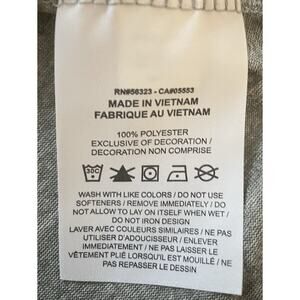 RN#56323 - CA#05553
MADE IN VIETNAM
FABRIQUE AU VIETNAM
100% POLYESTER
EXCLUSIVE OF DECORATION /
DECORATION NON COMPRISE
WASH WITH LIKE COLORS / DO NOT USE
SOFTENERS / REMOVE IMMEDIATELY / DO
NOT ALLOW TO LAY ON ITSELF WHEN WET /
DO NOT IRON DESIGN
LAVER AVEC COULEURS SIMILAIRES / NE PAS
UTILISER D'ADOUCISSEUR / ENLEVER
IMMEDIATEMENT / NE PAS LAISSER LE
VÊTEMENT PLIÉ LORSQU'IL EST MOUILLÉ / NE
PAS REPASSER LE DESSIN